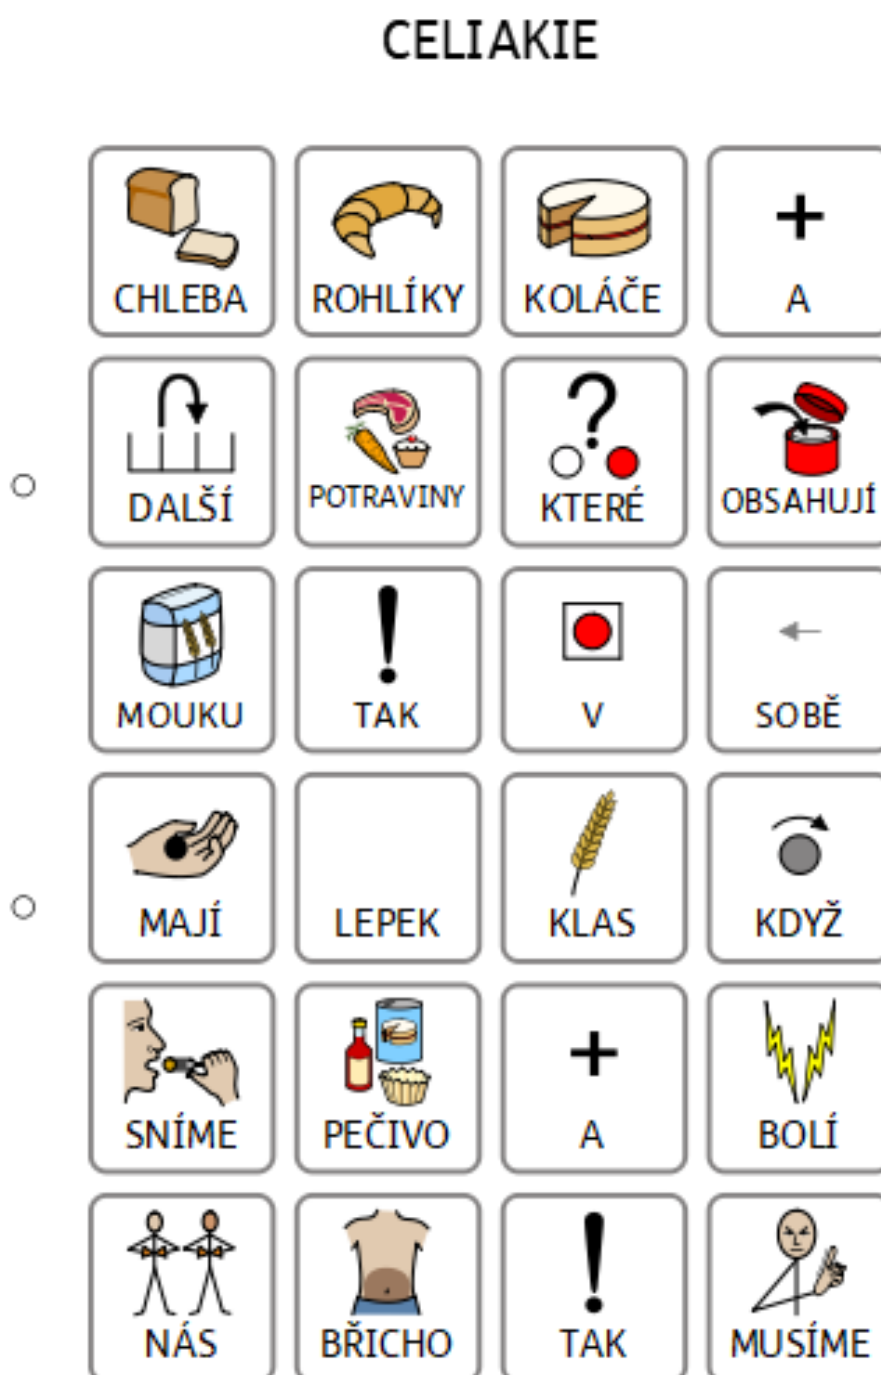 CELIAKIE
CHLEBA ROHLÍKY KOLÁČE A
DALŠÍ POTRAVINY KTERÉ OBSAHUJÍ
MOUKU TAK V SOBĚ
MAJÍ LEPEK KLAS KDYŽ
SNÍME PEČIVO A BOLÍ
NÁS BŘICHO TAK MUSÍME